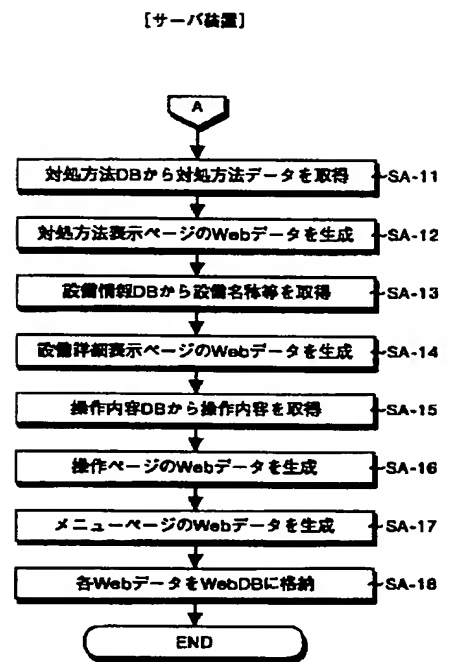 [サーバ装置]
A
対処方法DBから対処方法データを取得 SA-11
対処方法表示ページのWebデータを生成 SA-12
設備情報DBから設備名称等を取得 SA-13
設備詳細表示ページのWebデータを生成 SA-14
操作内容DBから操作内容を取得 SA-15
操作ページのWebデータを生成 SA-16
メニューページのWebデータを生成 SA-17
各WebデータをWebDBに格納 SA-18
END